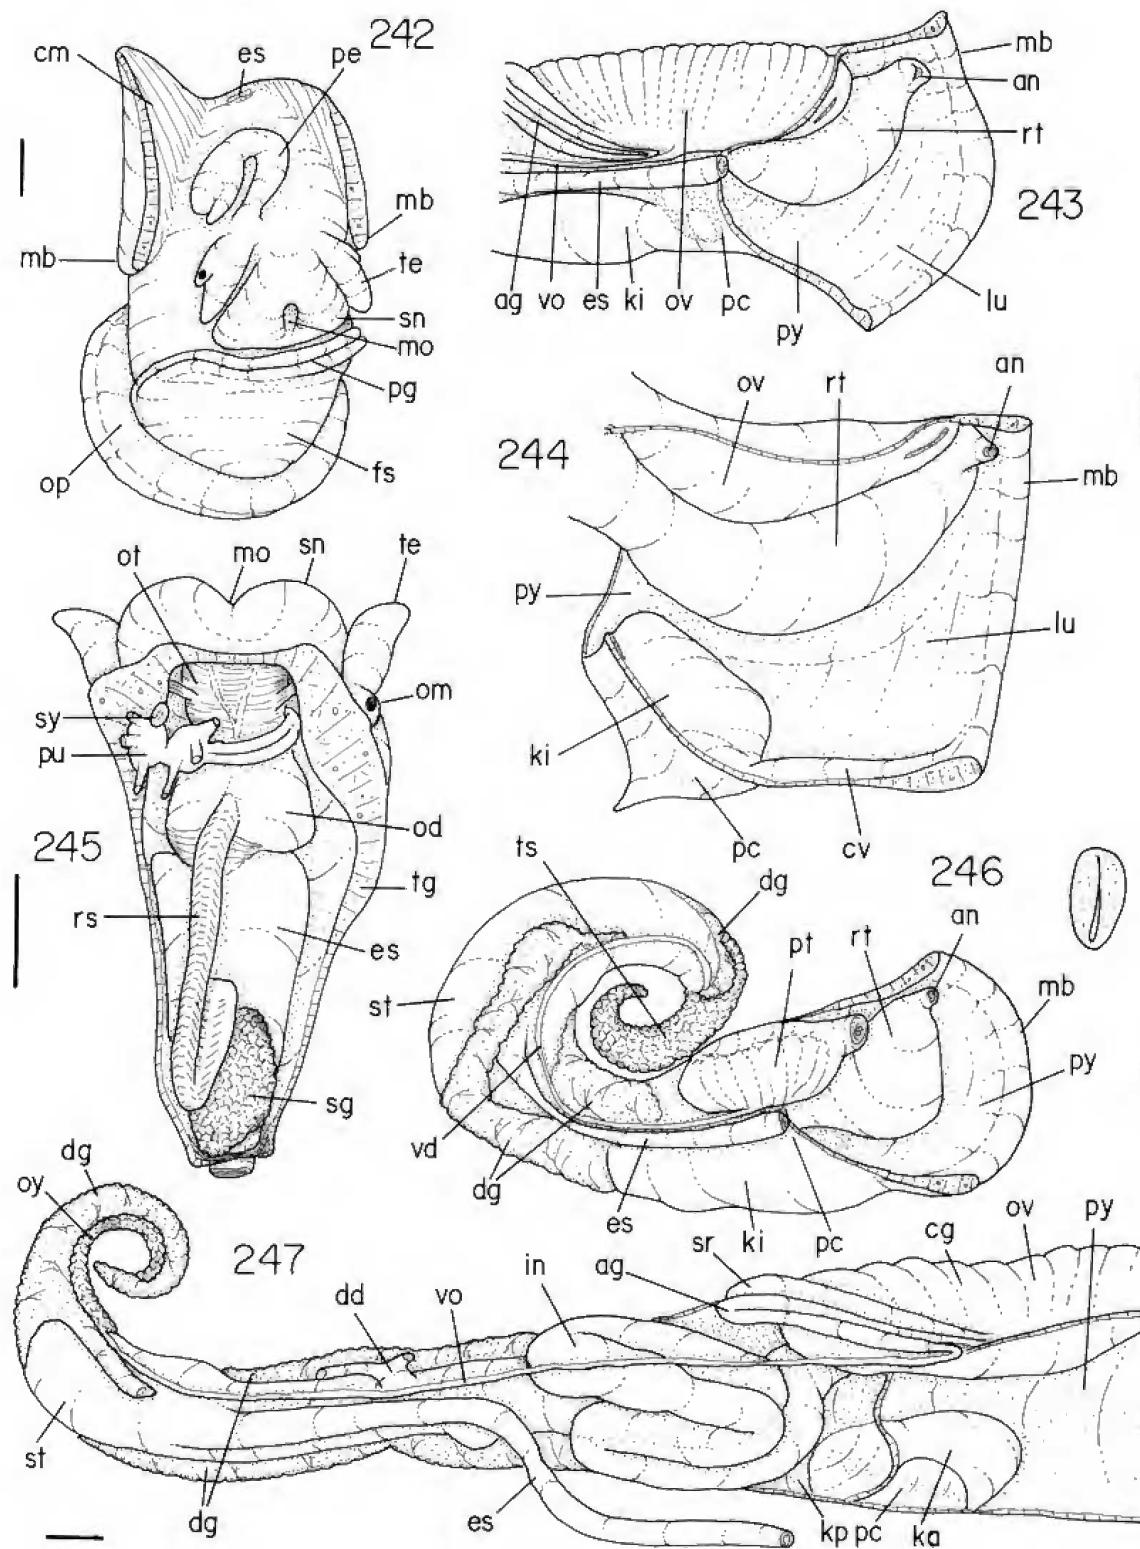 242
cm
es
pe
mb
mb
te
sn
mo
pg
op
fs
243
mb
an
rt
ag
vo
es
ki
ov
pc
py
lu
244
ov
rt
an
mb
py
lu
ki
pc
cv
245
ot
mo
sn
te
om
sy
pu
od
rs
tg
es
sg
246
ts
dg
pt
rt
an
mb
st
py
vd
dg
es
ki
pc
247
dg
oy
dd
vo
in
ag
sr
cg
ov
py
st
dg
es
kp
pc
ka